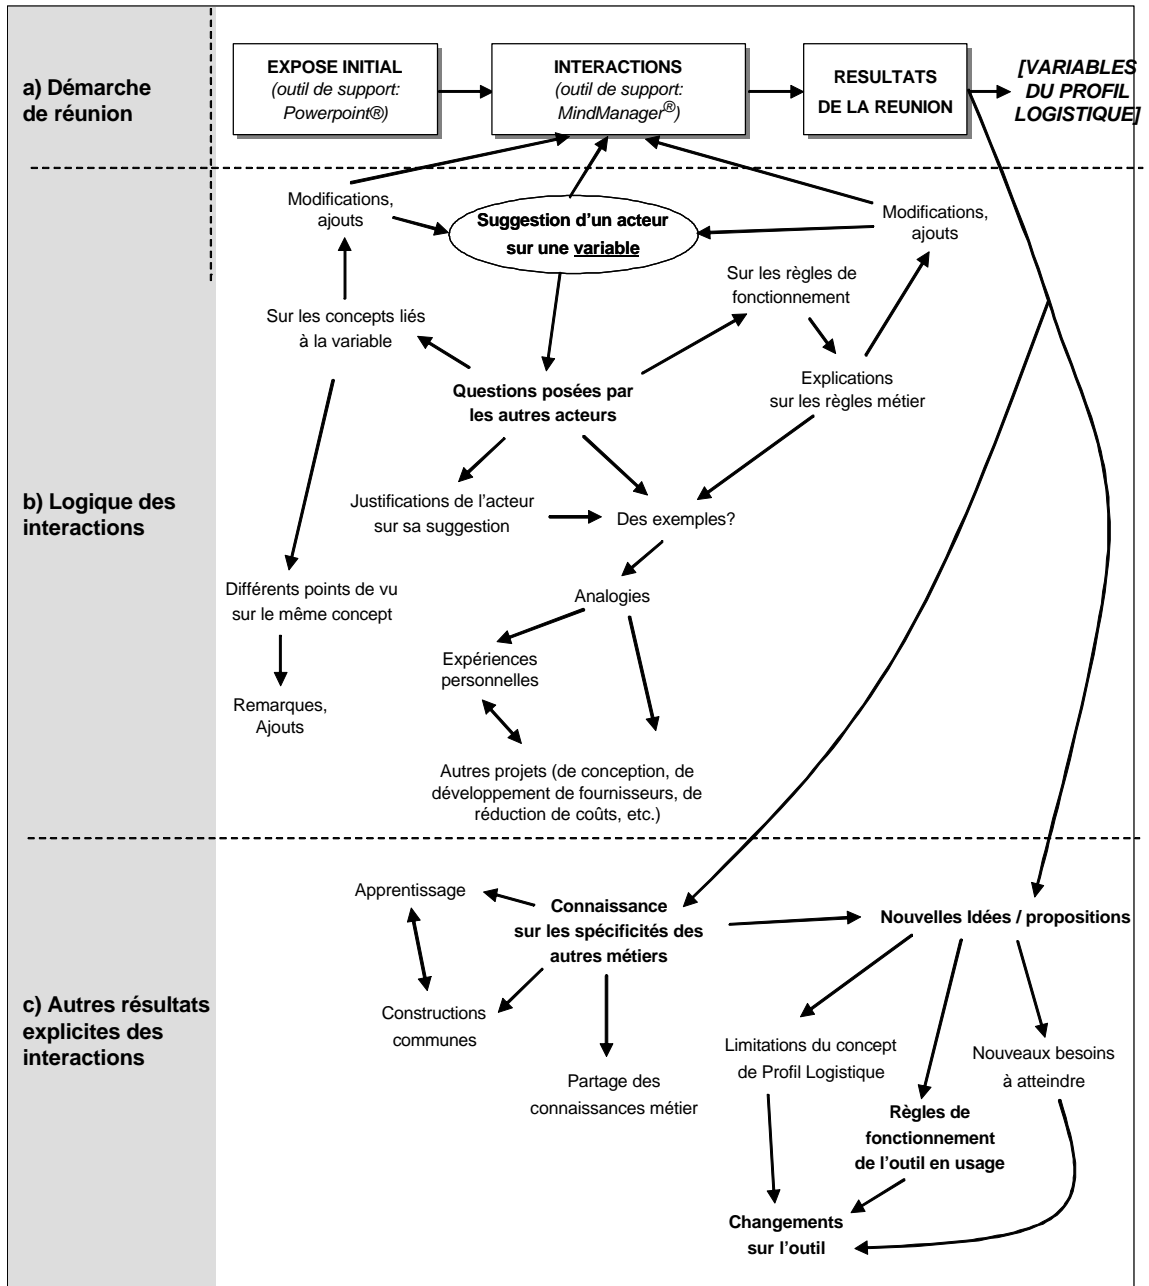 a) Démarche
de réunion
EXPOSE INITIAL
(outil de support:
Powerpoint®)
INTERACTIONS
(outil de support:
MindManager®)
RESULTATS
DE LA REUNION
[VARIABLES
DU PROFIL
LOGISTIQUE]
b) Logique des
interactions
Modifications,
ajouts
Suggestion d’un acteur
sur une variable
Modifications,
ajouts
Sur les règles de
fonctionnement
Sur les concepts liés
à la variable
Explications
sur les règles métier
Questions posées par
les autres acteurs
Justifications de l’acteur
sur sa suggestion
Des exemples?
Différents points de vu
sur le même concept
Analogies
Expériences
personnelles
Remarques,
Ajouts
Autres projets (de conception, de
développement de fournisseurs, de
réduction de coûts, etc.)
c) Autres résultats
explicites des
interactions
Apprentissage
Connaissance
sur les spécificités des
autres métiers
Nouvelles Idées / propositions
Constructions
communes
Limitations du concept
de Profil Logistique
Nouveaux besoins
à atteindre
Partage des
connaissances métier
Règles de
fonctionnement
de l’outil en usage
Changements
sur l’outil